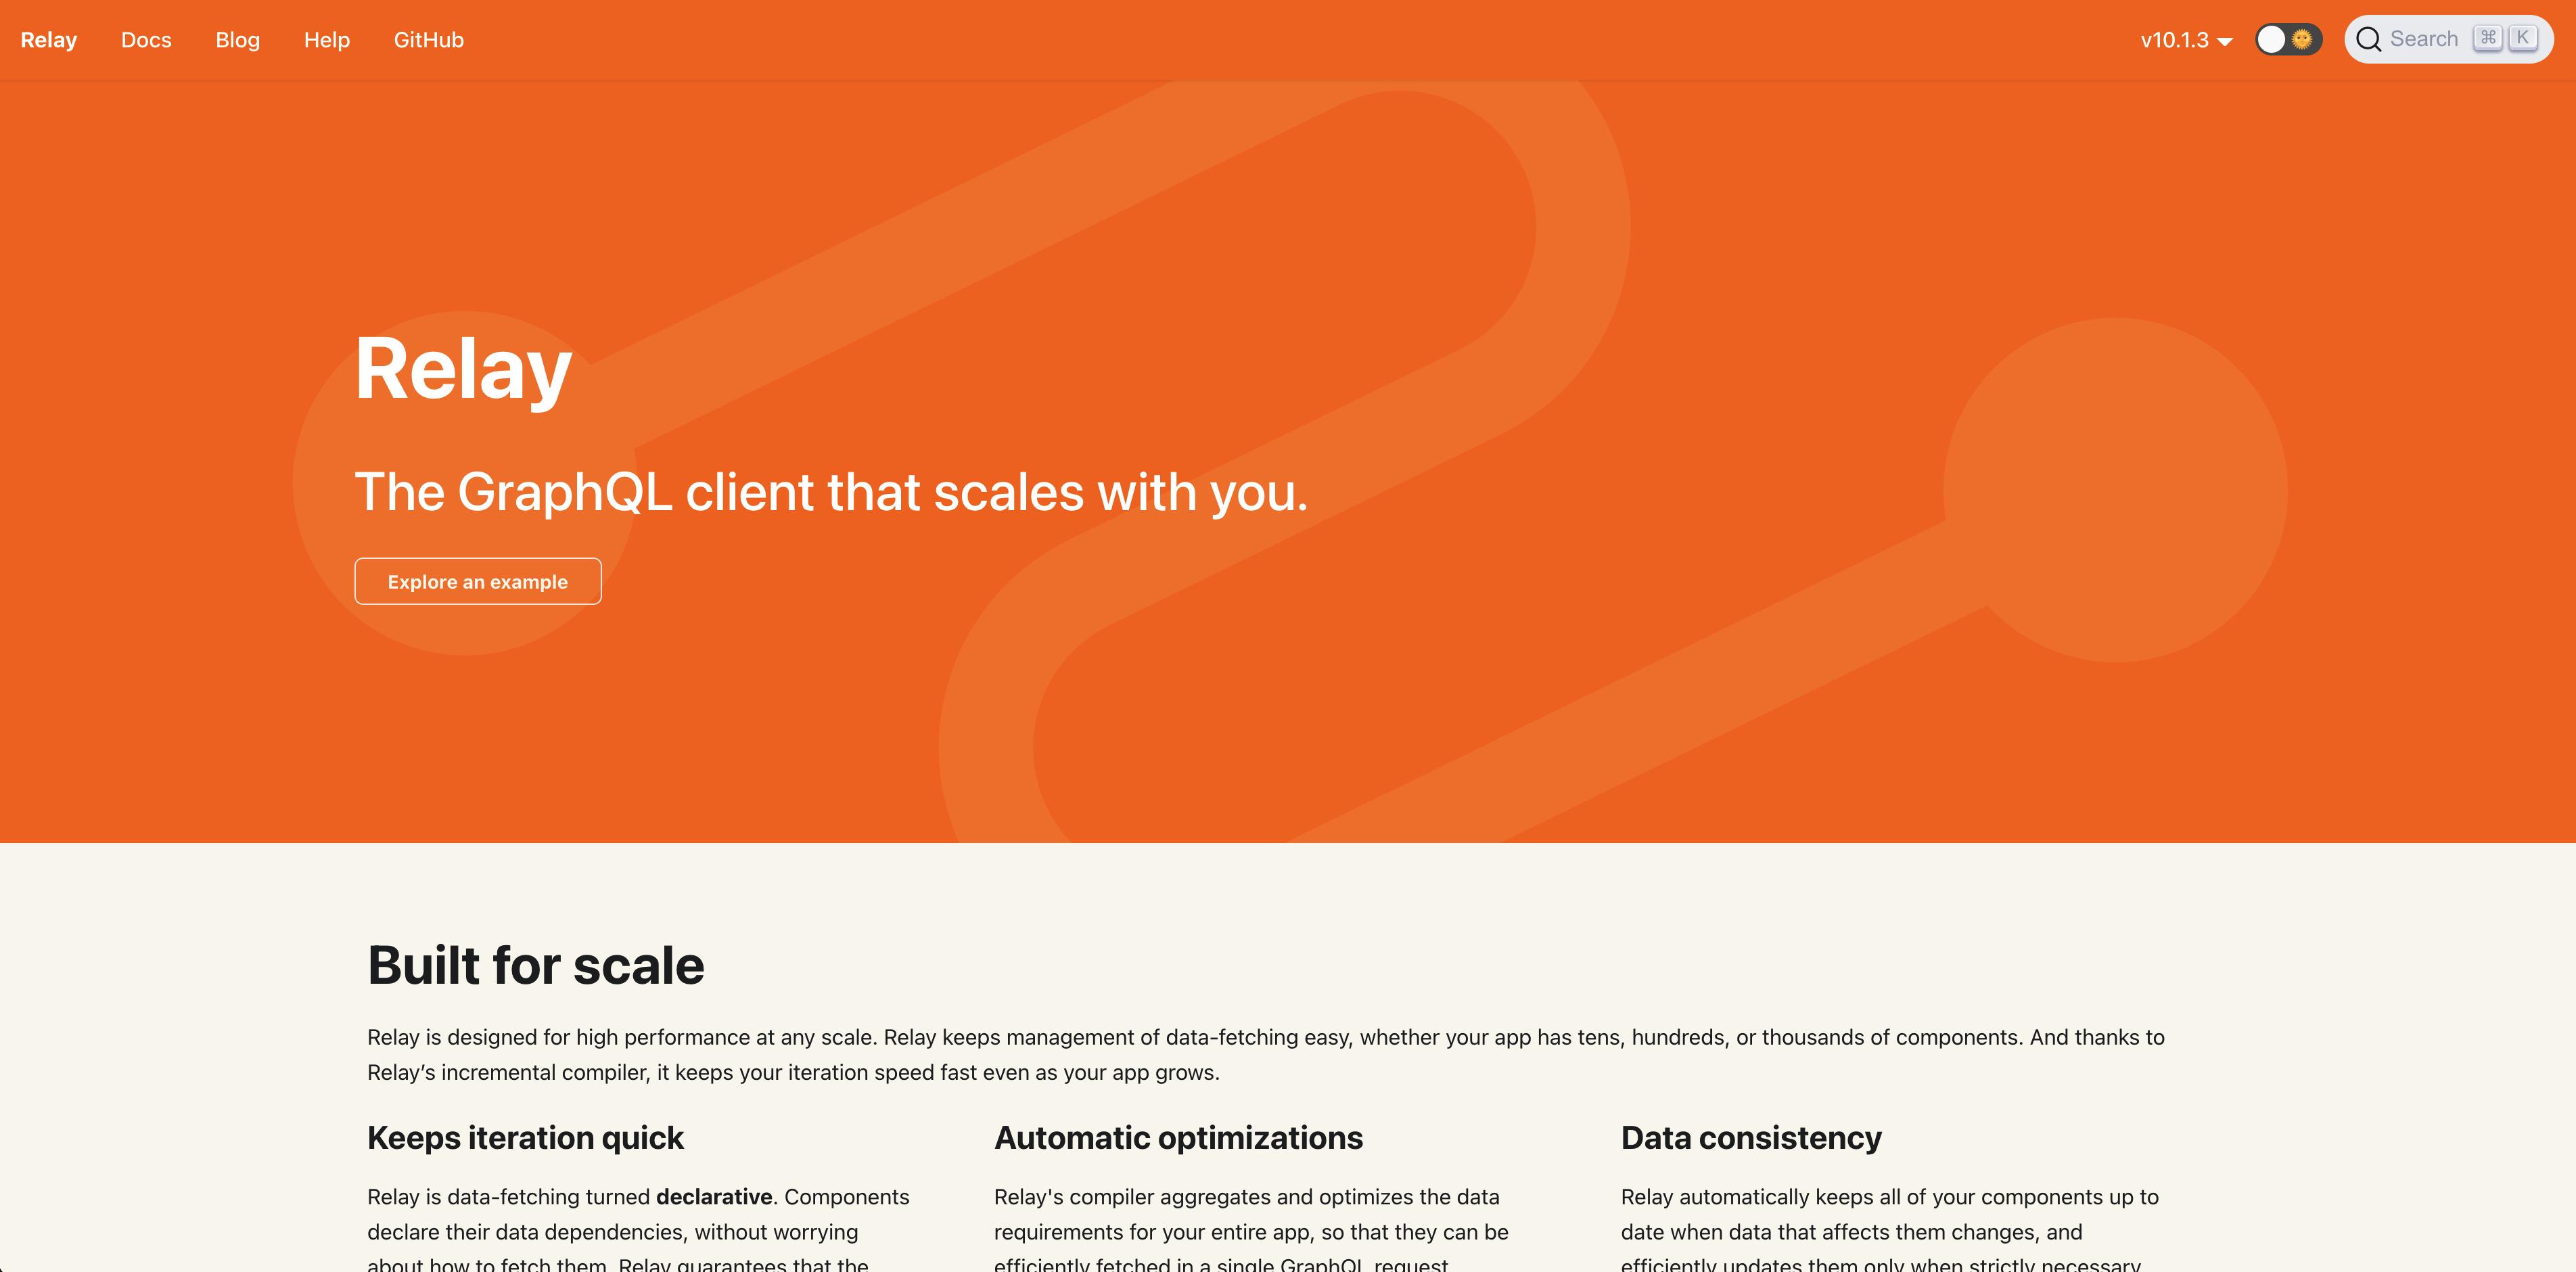 Relay Docs Blog Help GitHub v10.1.3 Search ⌘ K
Relay
The GraphQL client that scales with you.
Explore an example
Built for scale
Relay is designed for high performance at any scale. Relay keeps management of data-fetching easy, whether your app has tens, hundreds, or thousands of components. And thanks to
Relay’s incremental compiler, it keeps your iteration speed fast even as your app grows.
Keeps iteration quick
Relay is data-fetching turned declarative. Components
declare their data dependencies, without worrying
about how to fetch them. Relay guarantees that the
Automatic optimizations
Relay's compiler aggregates and optimizes the data
requirements for your entire app, so that they can be
efficiently fetched in a single GraphQL request.
Data consistency
Relay automatically keeps all of your components up to
date when data that affects them changes, and
efficiently updates them only when strictly necessary.